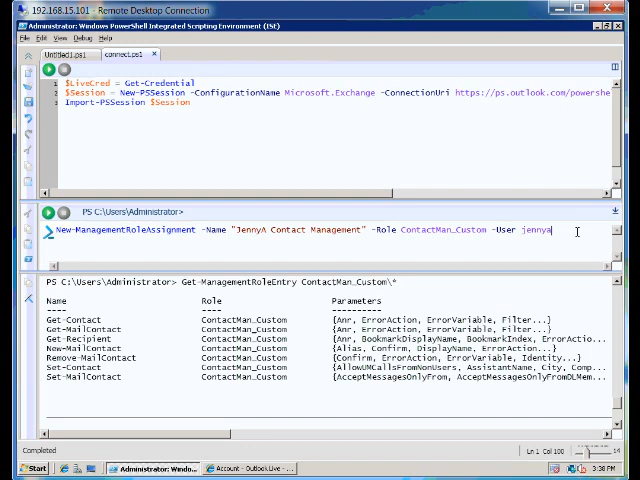 192.168.15.101 - Remote Desktop Connection
Administrator: Windows PowerShell Integrated Scripting Environment (ISE)
File Edit View Debug Help
Untitled1.ps1 connect.ps1
1 $LiveCred = Get-Credential
2 $Session = New-PSSession -ConfigurationName Microsoft.Exchange -ConnectionUri https://ps.outlook.com/powershe
3 Import-PSSession $Session
PS C:\Users\Administrator>
New-ManagementRoleAssignment -Name "JennyA Contact Management" -Role ContactMan_Custom -User jennya
PS C:\Users\Administrator> Get-ManagementRoleEntry ContactMan_Custom\*
Name Role Parameters
---- ---- ----------
Get-Contact ContactMan_Custom {Anr, ErrorAction, ErrorVariable, Filter...}
Get-MailContact ContactMan_Custom {Anr, ErrorAction, ErrorVariable, Filter...}
Get-Recipient ContactMan_Custom {Anr, BookmarkDisplayName, BookmarkIndex, ErrorActio...
New-MailContact ContactMan_Custom {Alias, Confirm, DisplayName, ErrorAction...}
Remove-MailContact ContactMan_Custom {Confirm, ErrorAction, ErrorVariable, Identity...}
Set-Contact ContactMan_Custom {AllowUMCallsFromNonUsers, AssistantName, City, Comp...
Set-MailContact ContactMan_Custom {AcceptMessagesOnlyFrom, AcceptMessagesOnlyFromDLMem...
Completed Ln 1 Col 100 14
Start Administrator: Windo... Account - Outlook Live - ... 3:38 PM